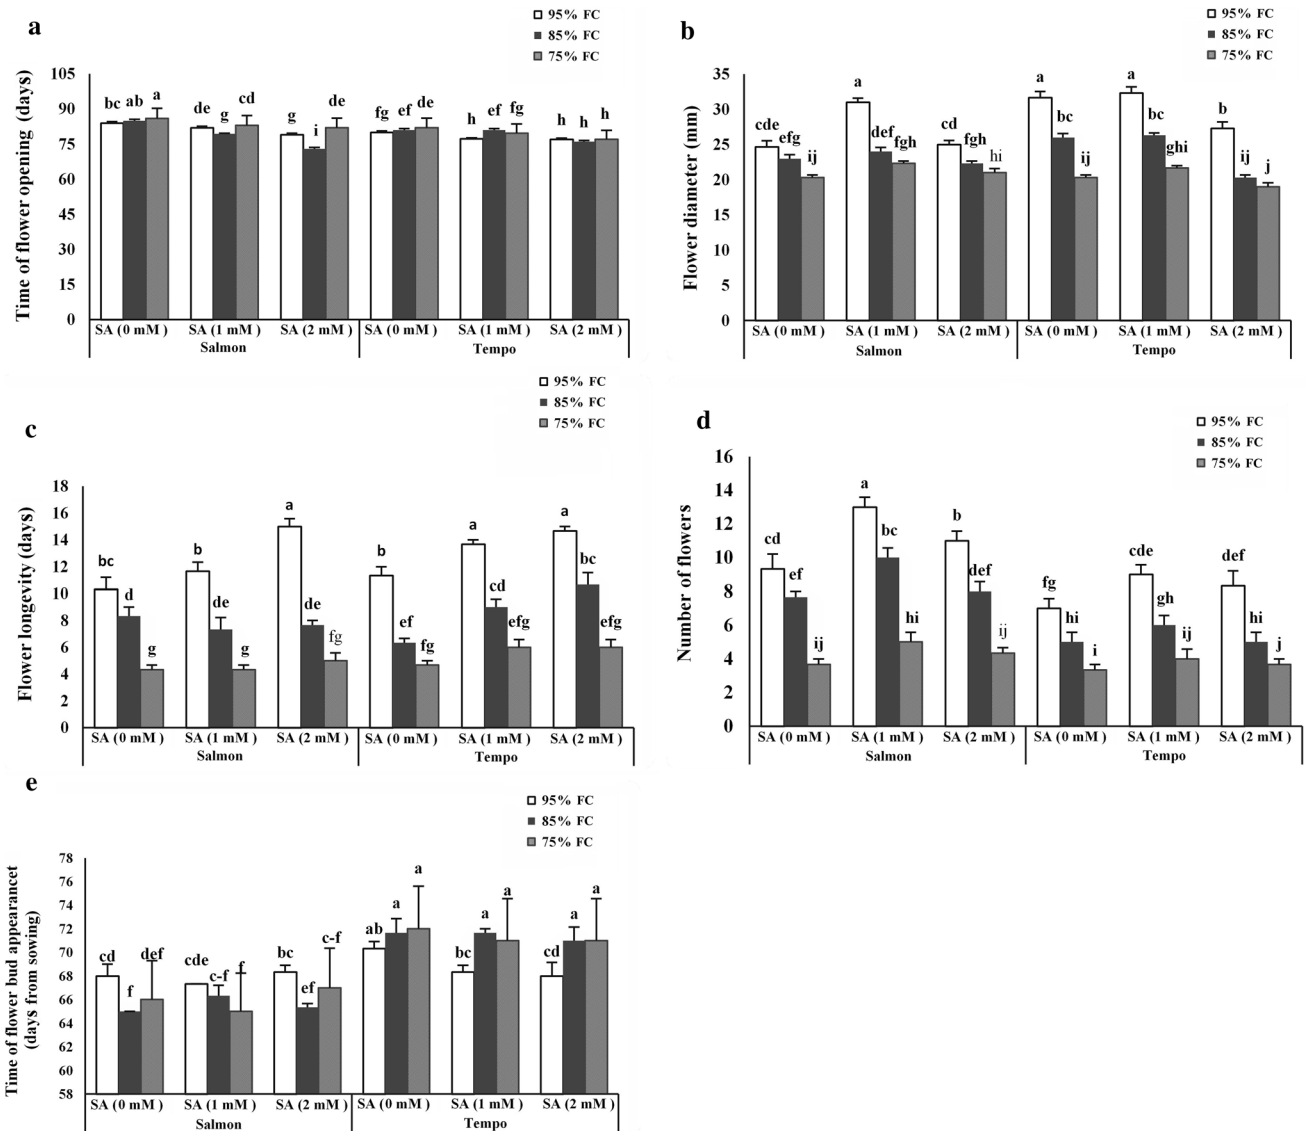 a
95% FC
85% FC
75% FC
Time of flower opening (days)
105
90
75
60
45
30
15
0
bc ab a de g cd g i de fg ef de h ef fg h h h
SA (0 mM ) SA (1 mM ) SA (2 mM ) SA (0 mM ) SA (1 mM ) SA (2 mM )
Salmon Tempo
b
95% FC
85% FC
75% FC
Flower diameter (mm)
35
30
25
20
15
10
5
0
cde efg ij a def fgh cd fgh hi a bc ij a bc ghi b ij j
SA (0 mM ) SA (1 mM ) SA (2 mM ) SA (0 mM ) SA (1 mM ) SA (2 mM )
Salmon Tempo
c
95% FC
85% FC
75% FC
Flower longevity (days)
18
16
14
12
10
8
6
4
2
0
bc d g b de g a de fg b ef fg a cd efg a bc efg
SA (0 mM ) SA (1 mM ) SA (2 mM ) SA (0 mM ) SA (1 mM ) SA (2 mM )
Salmon Tempo
d
95% FC
85% FC
75% FC
Number of flowers
16
14
12
10
8
6
4
2
0
cd ef ij a bc hi b def ij fg hi i cde gh ij def hi j
SA (0 mM ) SA (1 mM ) SA (2 mM ) SA (0 mM ) SA (1 mM ) SA (2 mM )
Salmon Tempo
e
95% FC
85% FC
75% FC
Time of flower bud appearancet
(days from sowing)
78
76
74
72
70
68
66
64
62
60
58
cd f def cde c-f f bc ef c-f ab a a bc a a cd a a
SA (0 mM ) SA (1 mM ) SA (2 mM ) SA (0 mM ) SA (1 mM ) SA (2 mM )
Salmon Tempo